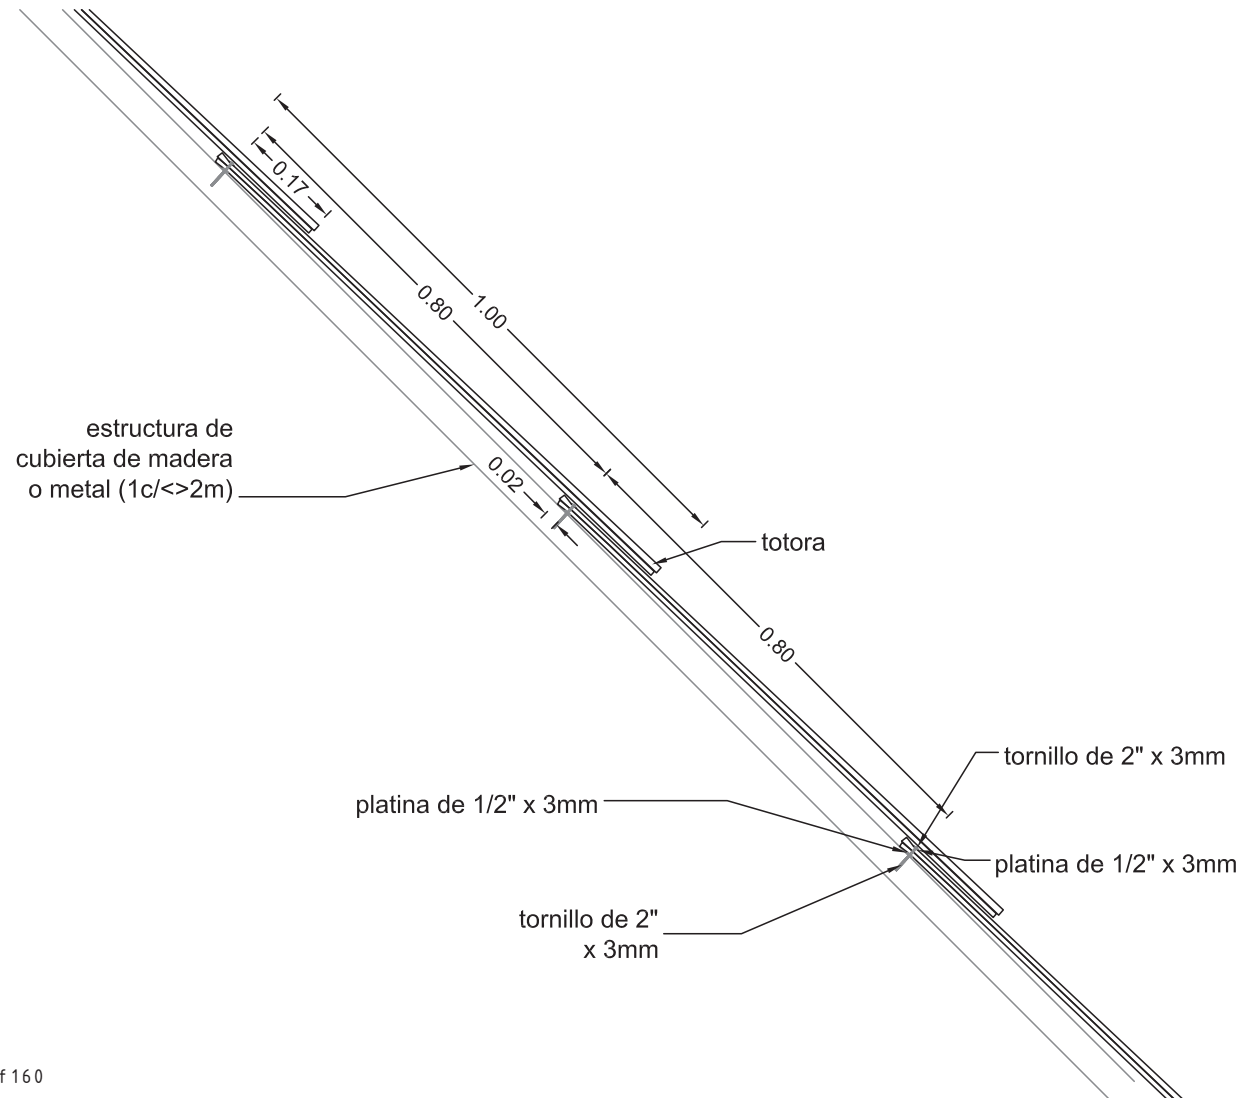 0.17
0.80
1.00
estructura de
cubierta de madera
o metal (1c/<>2m)
0.02
totora
0.80
tornillo de 2" x 3mm
platina de 1/2" x 3mm
platina de 1/2" x 3mm
tornillo de 2"
x 3mm
f 160